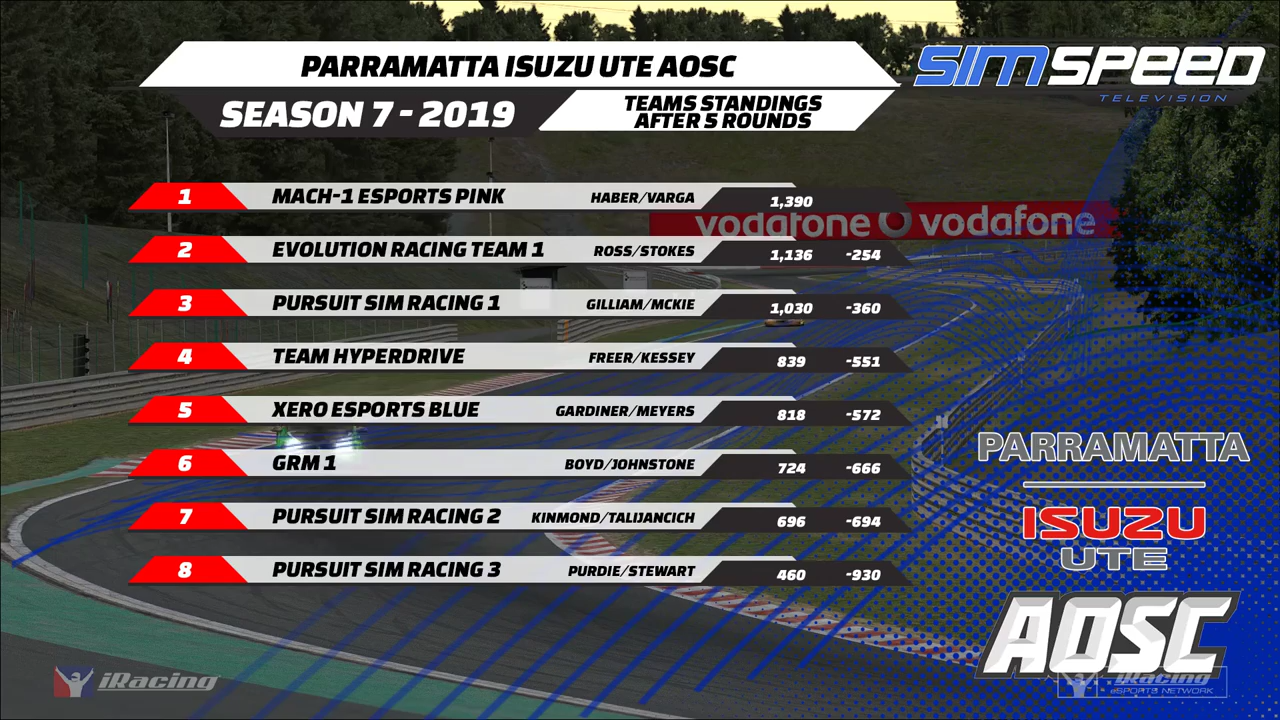 PARRAMATTA ISUZU UTE AOSC
SIMSPEED
TELEVISION
SEASON 7 - 2019
TEAMS STANDINGS
AFTER 5 ROUNDS
1 MACH-1 ESPORTS PINK HABER/VARGA 1,390
vodafone vodafone
2 EVOLUTION RACING TEAM 1 ROSS/STOKES 1,136 -254
3 PURSUIT SIM RACING 1 GILLIAM/MCKIE 1,030 -360
4 TEAM HYPERDRIVE FREER/KESSEY 839 -551
5 XERO ESPORTS BLUE GARDINER/MEYERS 818 -572
6 GRM 1 BOYD/JOHNSTONE 724 -666
7 PURSUIT SIM RACING 2 KINMOND/TALIJANCICH 696 -694
8 PURSUIT SIM RACING 3 PURDIE/STEWART 460 -930
PARRAMATTA
ISUZU
UTE
AOSC
iRacing
iRacing
eSPORTS NETWORK